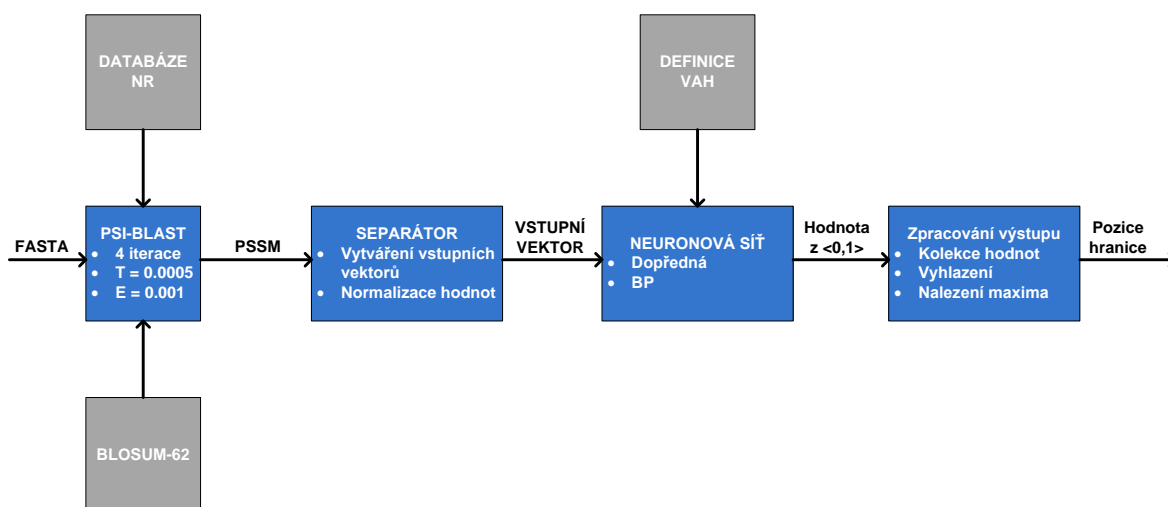 DATABÁZE
NR
DEFINICE
VAH
FASTA
PSI-BLAST
• 4 iterace
• T = 0.0005
• E = 0.001
PSSM
SEPARÁTOR
• Vytváření vstupních
vektorů
• Normalizace hodnot
VSTUPNÍ
VEKTOR
NEURONOVÁ SÍŤ
• Dopředná
• BP
Hodnota
z <0,1>
Zpracování výstupu
• Kolekce hodnot
• Vyhlazení
• Nalezení maxima
Pozice
hranice
BLOSUM-62